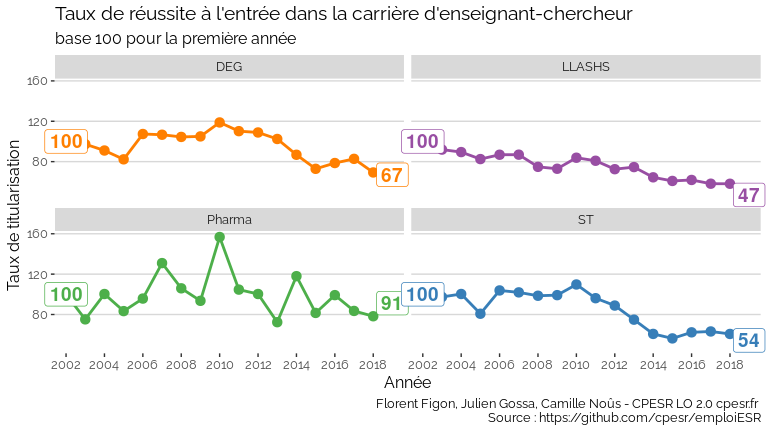 Taux de réussite à l'entrée dans la carrière d'enseignant-chercheur
base 100 pour la première année
DEG
LLASHS
160
120
80
100
67
100
47
Pharma
ST
160
120
80
100
91
100
54
2002 2004 2006 2008 2010 2012 2014 2016 2018
2002 2004 2006 2008 2010 2012 2014 2016 2018
Taux de titularisation
Année
Florent Figon, Julien Gossa, Camille Noûs - CPESR LO 2.0 cpesr.fr
Source : https://github.com/cpesr/emploiESR